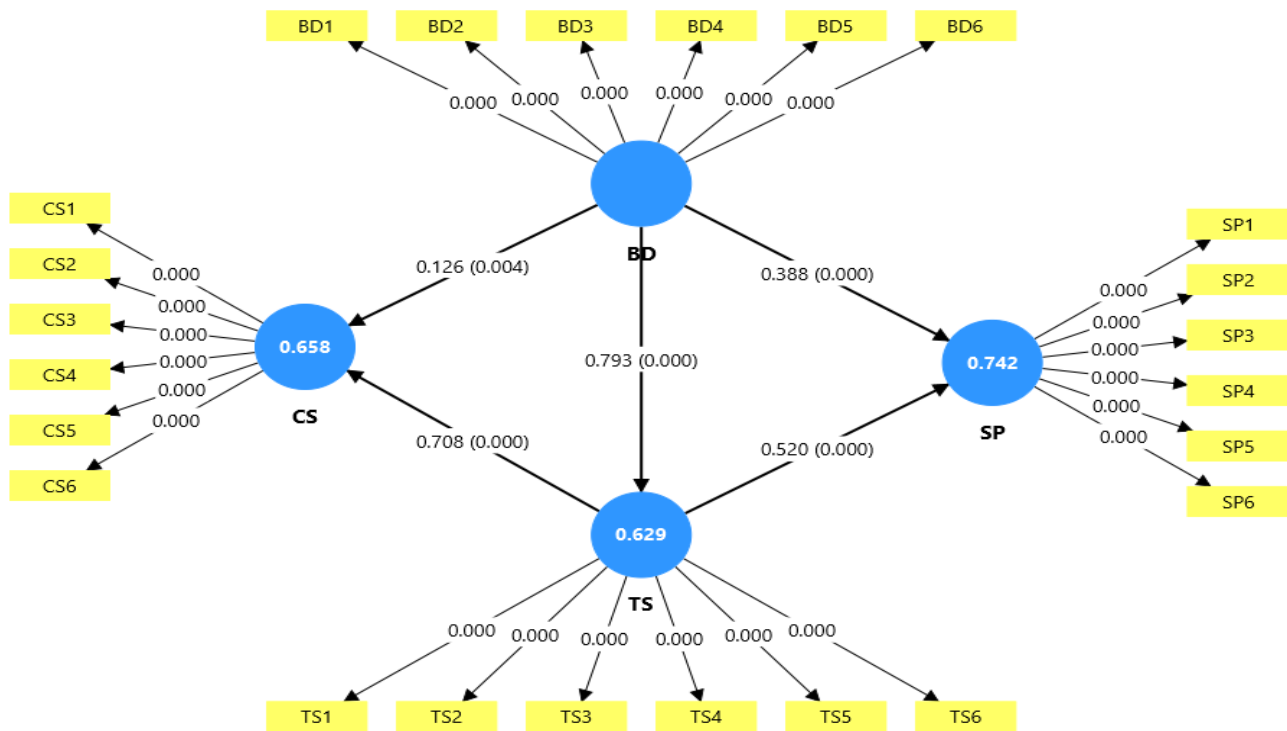 BD1 BD2 BD3 BD4 BD5 BD6
0.000 0.000 0.000 0.000 0.000 0.000
BD
CS1
CS2
CS3
CS4
CS5
CS6
0.000
0.000
0.000
0.000
0.000
0.000
0.658
CS
0.126 (0.004)
0.793 (0.000)
0.388 (0.000)
0.708 (0.000)
0.520 (0.000)
0.742
SP
0.000
0.000
0.000
0.000
0.000
0.000
SP1
SP2
SP3
SP4
SP5
SP6
0.629
TS
0.000 0.000 0.000 0.000 0.000 0.000
TS1 TS2 TS3 TS4 TS5 TS6